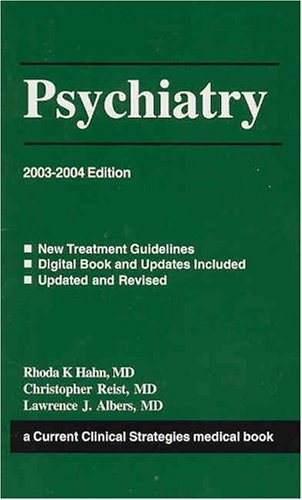 Psychiatry
2003-2004 Edition
■ New Treatment Guidelines
■ Digital Book and Updates Included
■ Updated and Revised
Rhoda K Hahn, MD
Christopher Reist, MD
Lawrence J. Albers, MD
a Current Clinical Strategies medical book